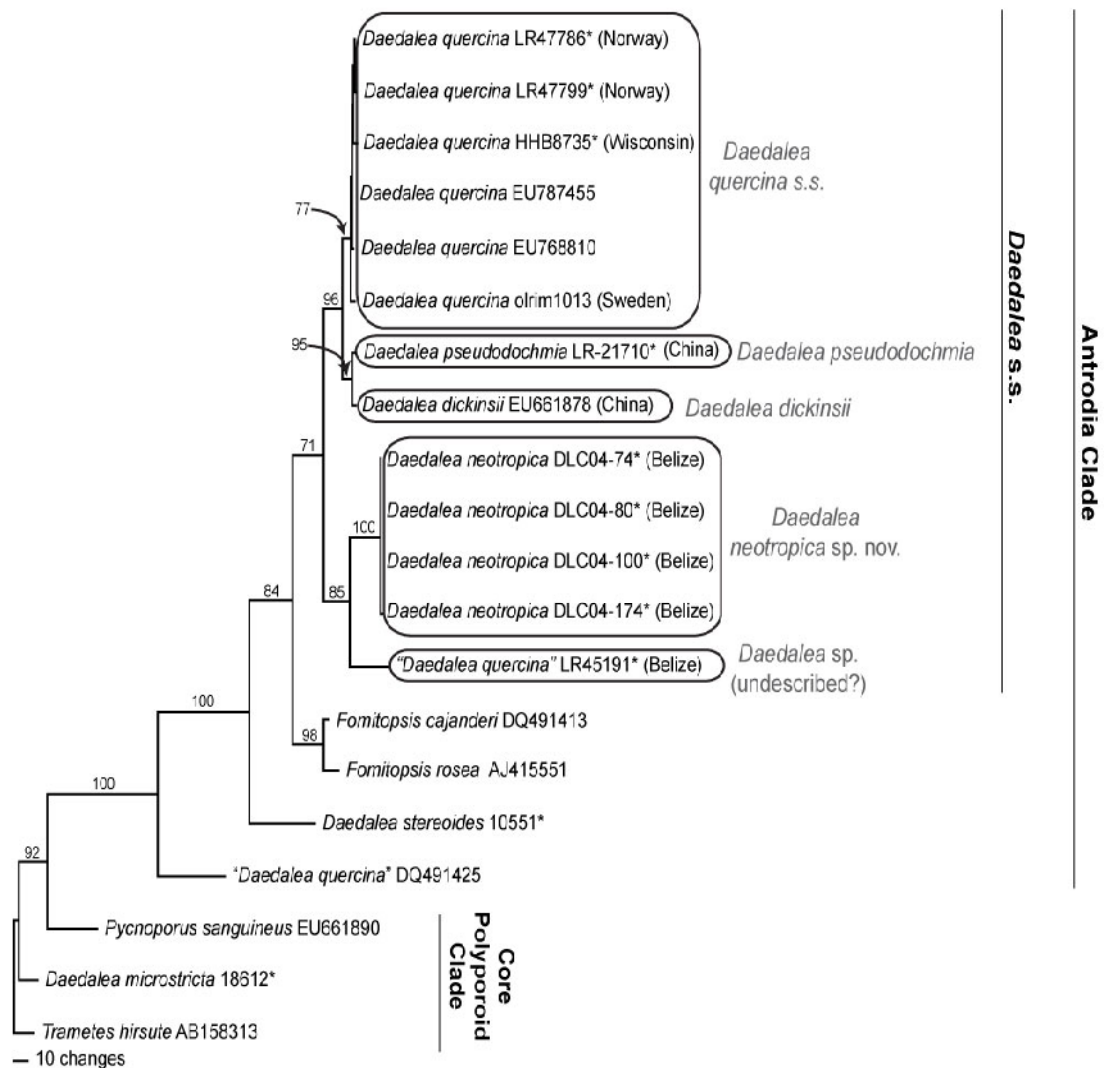 Daedalea quercina LR47786* (Norway)
Daedalea quercina LR47799* (Norway)
Daedalea quercina HHB8735* (Wisconsin)
Daedalea quercina EU787455
Daedalea quercina EU768810
Daedalea quercina olrim1013 (Sweden)
Daedalea
quercina s.s.
77
96
95
Daedalea pseudodochmia LR-21710* (China)
Daedalea pseudodochmia
Daedalea dickinsii EU661878 (China)
Daedalea dickinsii
71
Daedalea neotropica DLC04-74* (Belize)
Daedalea neotropica DLC04-80* (Belize)
Daedalea neotropica DLC04-100* (Belize)
Daedalea neotropica DLC04-174* (Belize)
Daedalea
neotropica sp. nov.
100
85
84
"Daedalea quercina" LR45191* (Belize)
Daedalea sp.
(undescribed?)
Daedalea s.s.
Antrodia Clade
Fomitopsis cajanderi DQ491413
98
Fomitopsis rosea AJ415551
100
Daedalea stereoides 10551*
100
"Daedalea quercina" DQ491425
92
Pycnoporus sanguineus EU661890
Daedalea microstricta 18612*
Trametes hirsute AB158313
Core
Polyporoid
Clade
10 changes